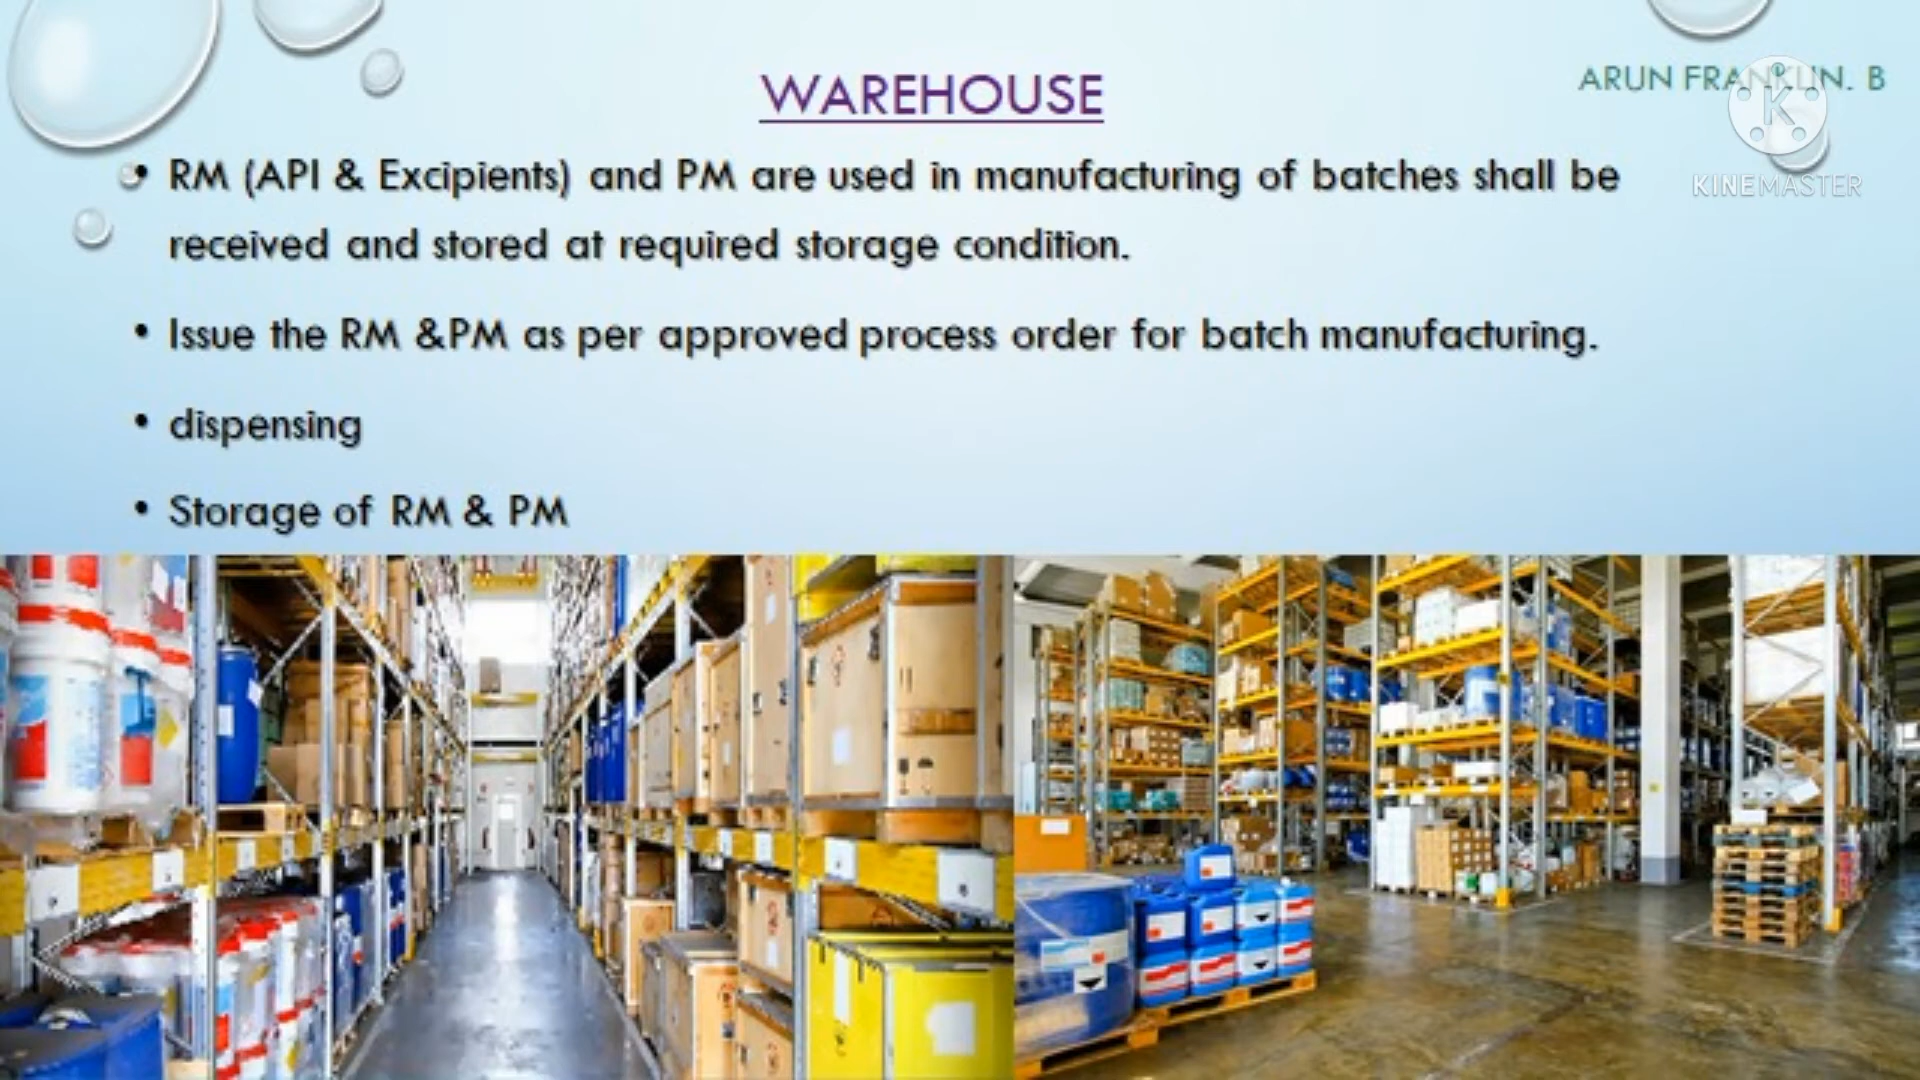 WAREHOUSE
ARUN FRANKLIN. B
KINEMASTER
• RM (API & Excipients) and PM are used in manufacturing of batches shall be
received and stored at required storage condition.
• Issue the RM &PM as per approved process order for batch manufacturing.
• dispensing
• Storage of RM & PM